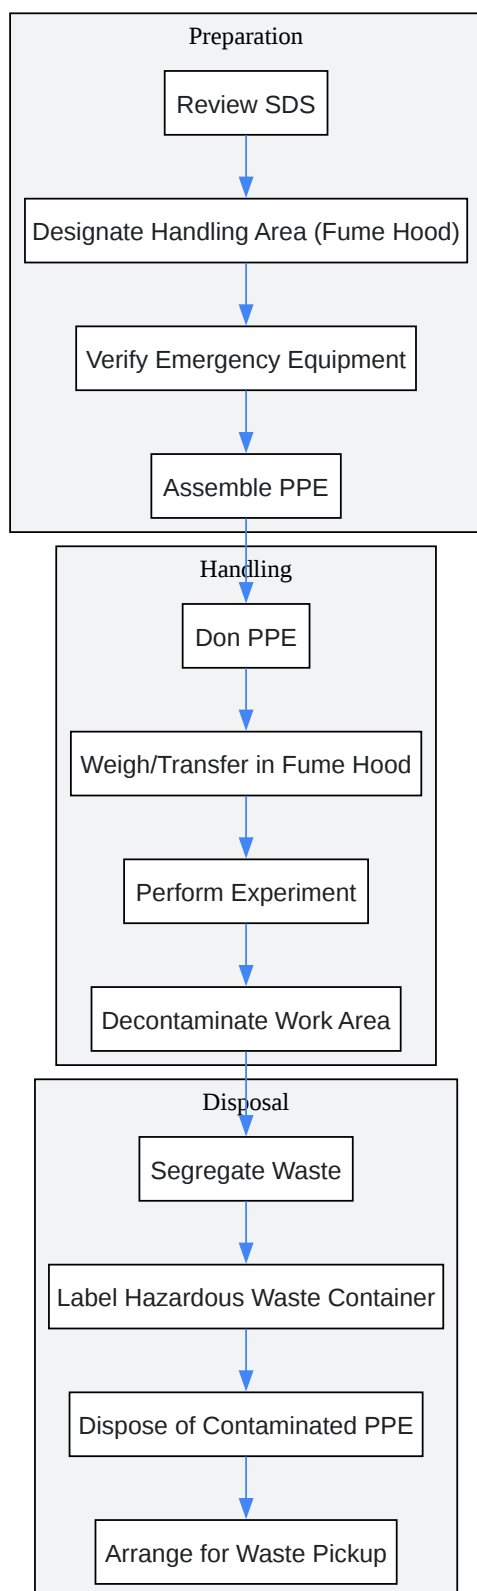 Preparation
Review SDS
Designate Handling Area (Fume Hood)
Verify Emergency Equipment
Assemble PPE
Handling
Don PPE
Weigh/Transfer in Fume Hood
Perform Experiment
Decontaminate Work Area
Disposal
Segregate Waste
Label Hazardous Waste Container
Dispose of Contaminated PPE
Arrange for Waste Pickup